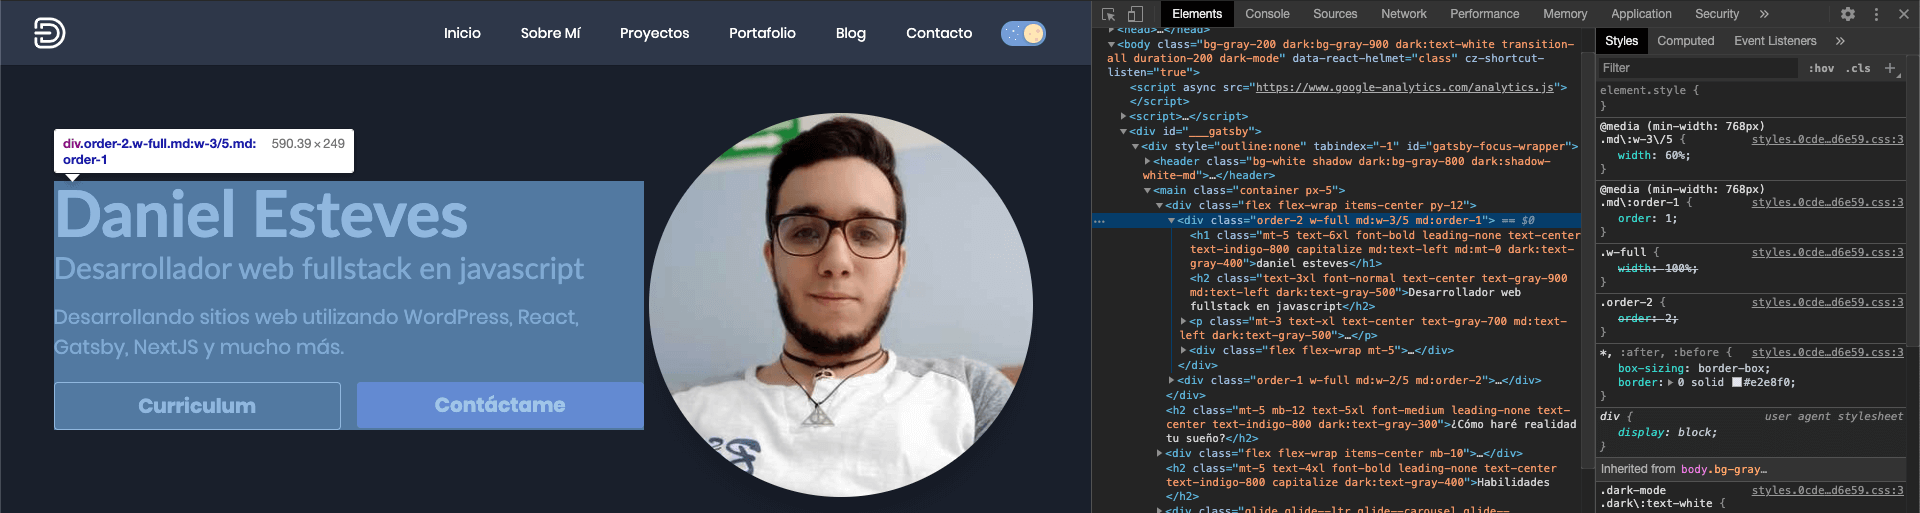 Inicio Sobre Mí Proyectos Portafolio Blog Contacto
div.order-2.w-full.md:w-3/5.md: 590.39 × 249
order-1
Daniel Esteves
Desarrollador web fullstack en javascript
Desarrollando sitios web utilizando WordPress, React,
Gatsby, NextJS y mucho más.
Curriculum Contáctame
Elements Console Sources Network Performance Memory Application Security »
<head>…</head>
<body class="bg-gray-200 dark:bg-gray-900 dark:text-white transition-
all duration-200 dark-mode" data-react-helmet="class" cz-shortcut-
listen="true">
<script async src="https://www.google-analytics.com/analytics.js">
</script>
<script>…</script>
<div id="___gatsby">
<div style="outline:none" tabindex="-1" id="gatsby-focus-wrapper">
<header class="bg-white shadow dark:bg-gray-800 dark:shadow-
white-md">…</header>
<main class="container px-5">
<div class="flex flex-wrap items-center py-12">
… <div class="order-2 w-full md:w-3/5 md:order-1"> == $0
<h1 class="mt-5 text-6xl font-bold leading-none text-center
text-indigo-800 capitalize md:text-left md:mt-0 dark:text-
gray-400">daniel esteves</h1>
<h2 class="text-3xl font-normal text-center text-gray-900
md:text-left dark:text-gray-500">Desarrollador web
fullstack en javascript</h2>
<p class="mt-3 text-xl text-center text-gray-700 md:text-
left dark:text-gray-500">…</p>
<div class="flex flex-wrap mt-5">…</div>
</div>
<div class="order-1 w-full md:w-2/5 md:order-2">…</div>
</div>
<h2 class="mt-5 mb-12 text-5xl font-medium leading-none text-
center text-indigo-800 dark:text-gray-300">¿Cómo haré realidad
tu sueño?</h2>
<div class="flex flex-wrap items-center mb-10">…</div>
<h2 class="mt-5 text-4xl font-bold leading-none text-center
text-indigo-800 capitalize dark:text-gray-400">Habilidades
</h2>
<div class="glide glide--ltr glide--carousel glide--
Styles Computed Event Listeners »
Filter :hov .cls +
element.style {
}
@media (min-width: 768px)
.md\:w-3\/5 { styles.0cde…d6e59.css:3
width: 60%;
}
@media (min-width: 768px)
.md\:order-1 { styles.0cde…d6e59.css:3
order: 1;
}
.w-full { styles.0cde…d6e59.css:3
width: 100%;
}
.order-2 { styles.0cde…d6e59.css:3
order: 2;
}
*, :after, :before { styles.0cde…d6e59.css:3
box-sizing: border-box;
border: 0 solid #e2e8f0;
}
div { user agent stylesheet
display: block;
}
Inherited from body.bg-gray…
.dark-mode styles.0cde…d6e59.css:3
.dark\:text-white {